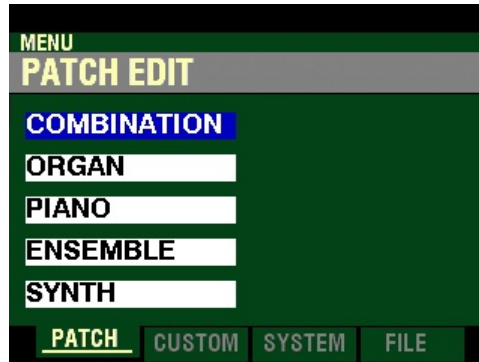 MENU
PATCH EDIT
COMBINATION
ORGAN
PIANO
ENSEMBLE
SYNTH
PATCH CUSTOM SYSTEM FILE